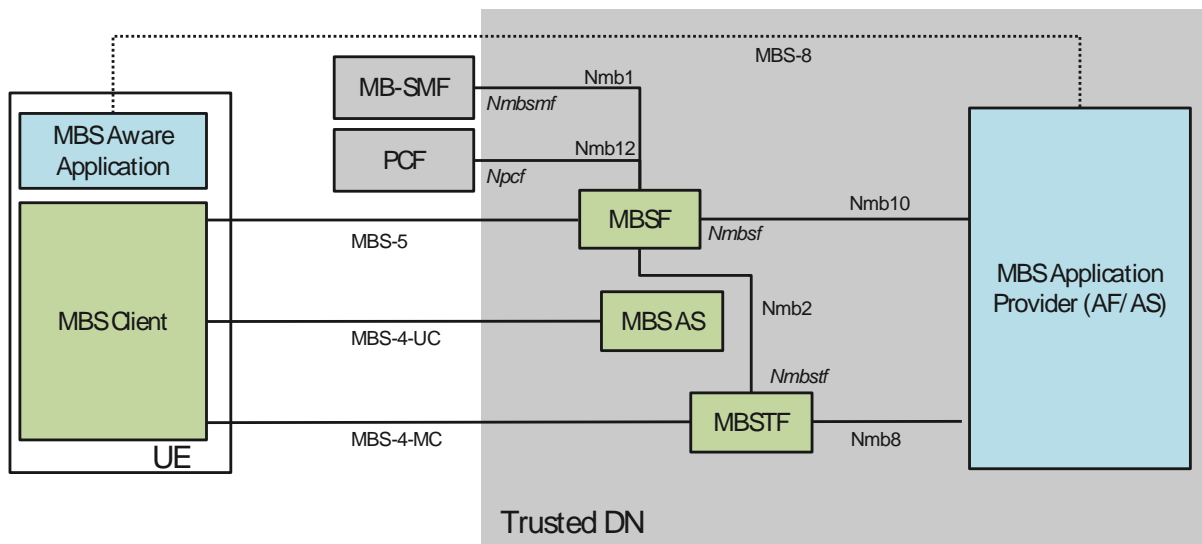 MBS-8
MB-SMF
Nmb1
Nmbsmf
MBS Aware
Application
PCF
Nmb12
Npcf
MBSF
Nmb10
Nmbsf
MBS-5
MBS Application
Provider (AF/AS)
MBS Client
MBS AS
Nmb2
MBS-4-UC
Nmbstf
MBSTF
MBS-4-MC
Nmb8
UE
Trusted DN